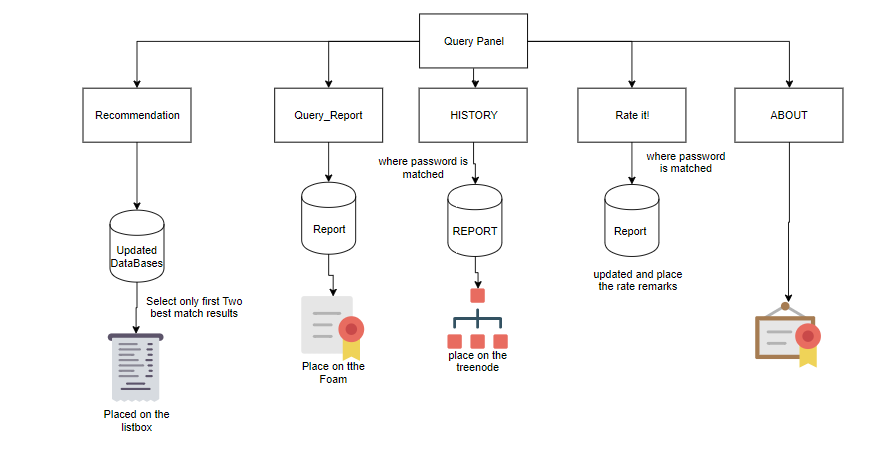 Query Panel
Recommendation
Query_Report
HISTORY
Rate it!
ABOUT
where password is
matched
where password
is matched
Updated
DataBases
Report
REPORT
Report
Select only first Two
best match results
updated and place
the rate remarks
Place on tthe
Foam
place on the
treenode
Placed on the
listbox